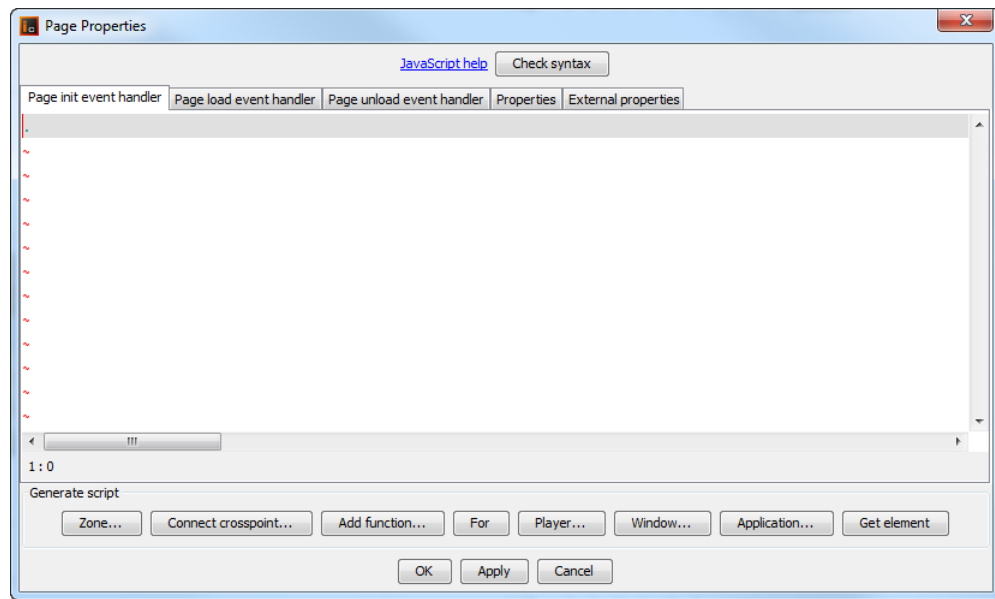 Page Properties
JavaScript help Check syntax
Page init event handler Page load event handler Page unload event handler Properties External properties
.
~
~
~
~
~
~
~
~
~
~
~
~
1:0
Generate script
Zone... Connect crosspoint... Add function... For Player... Window... Application... Get element
OK Apply Cancel